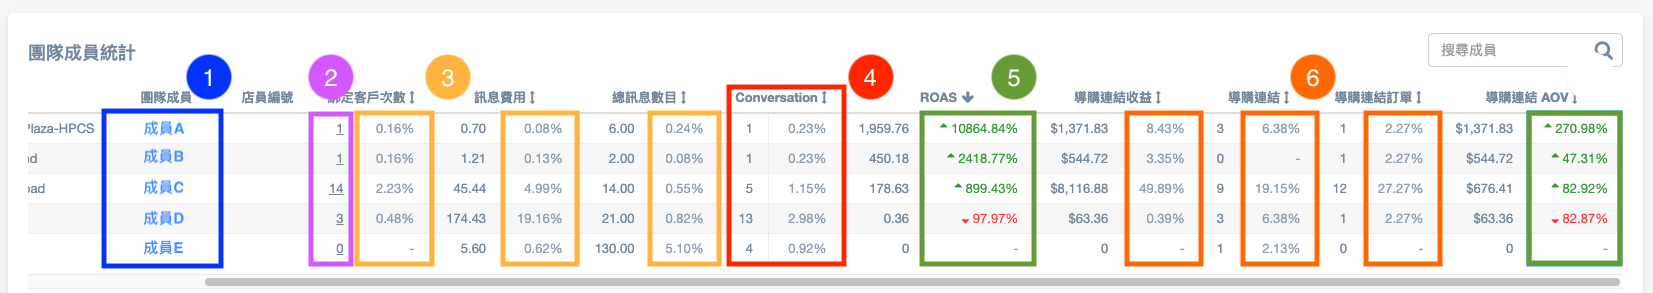 團隊成員統計
搜尋成員
1 2 3 4 5 6
團隊成員 店員編號 綁定客戶次數 訊息費用 總訊息數目 Conversation ROAS 導購連結收益 導購連結 導購連結訂單 導購連結 AOV
Plaza-HPCS 成員A 1 0.16% 0.70 0.08% 6.00 0.24% 1 0.23% 1,959.76 10864.84% $1,371.83 8.43% 3 6.38% 1 2.27% $1,371.83 270.98%
成員B 1 0.16% 1.21 0.13% 2.00 0.08% 1 0.23% 450.18 2418.77% $544.72 3.35% 0 - 1 2.27% $544.72 47.31%
成員C 14 2.23% 45.44 4.99% 14.00 0.55% 5 1.15% 178.63 899.43% $8,116.88 49.89% 9 19.15% 12 27.27% $676.41 82.92%
成員D 3 0.48% 174.43 19.16% 21.00 0.82% 13 2.98% 0.36 97.97% $63.36 0.39% 3 6.38% 1 2.27% $63.36 82.87%
成員E 0 - 5.60 0.62% 130.00 5.10% 4 0.92% 0 - 0 - 1 2.13% 0 - 0 -